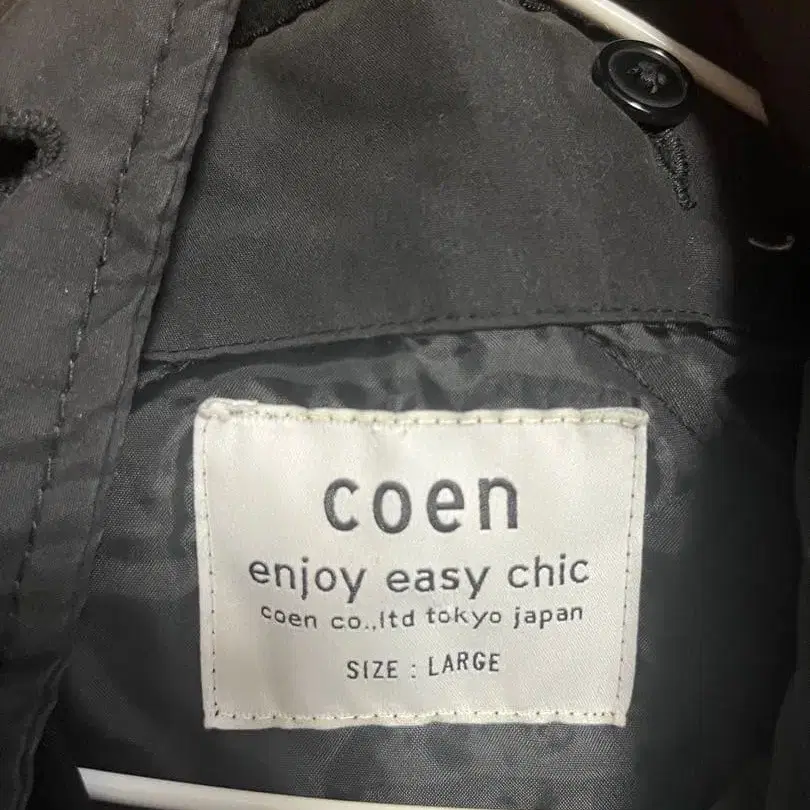 coen
enjoy easy chic
coen co.,ltd tokyo japan
SIZE : LARGE